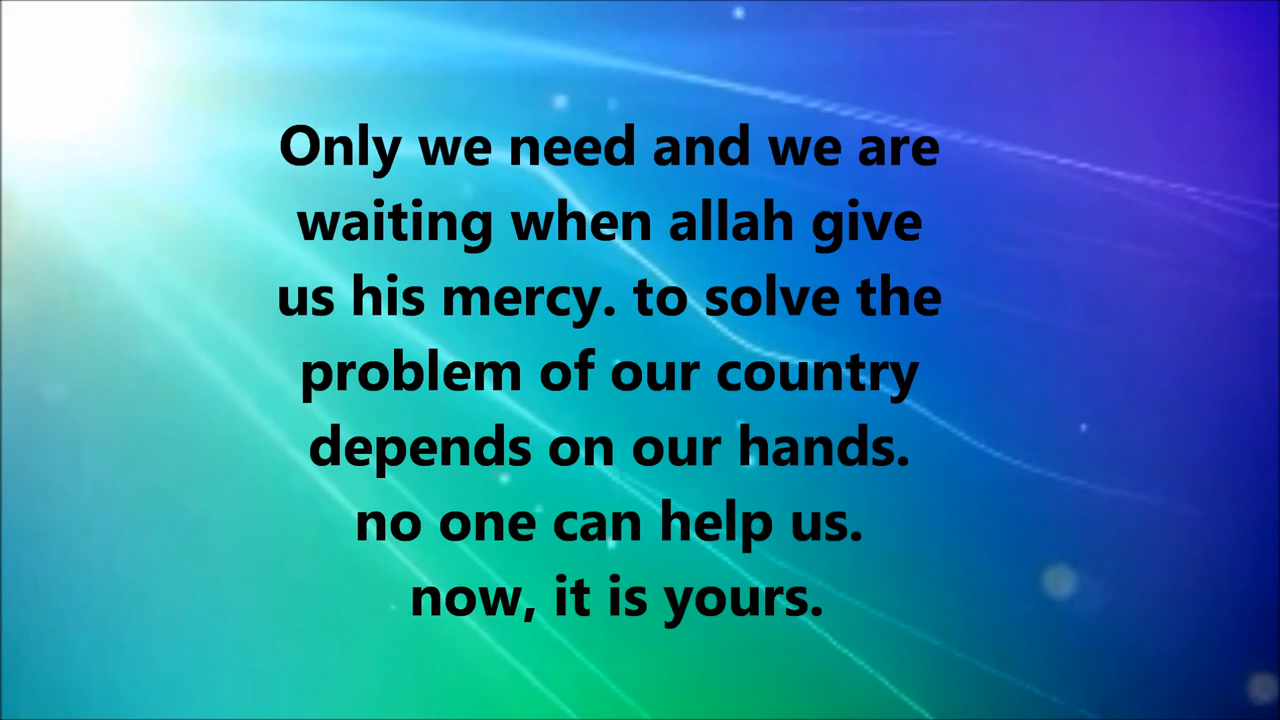 Only we need and we are
waiting when allah give
us his mercy. to solve the
problem of our country
depends on our hands.
no one can help us.
now, it is yours.